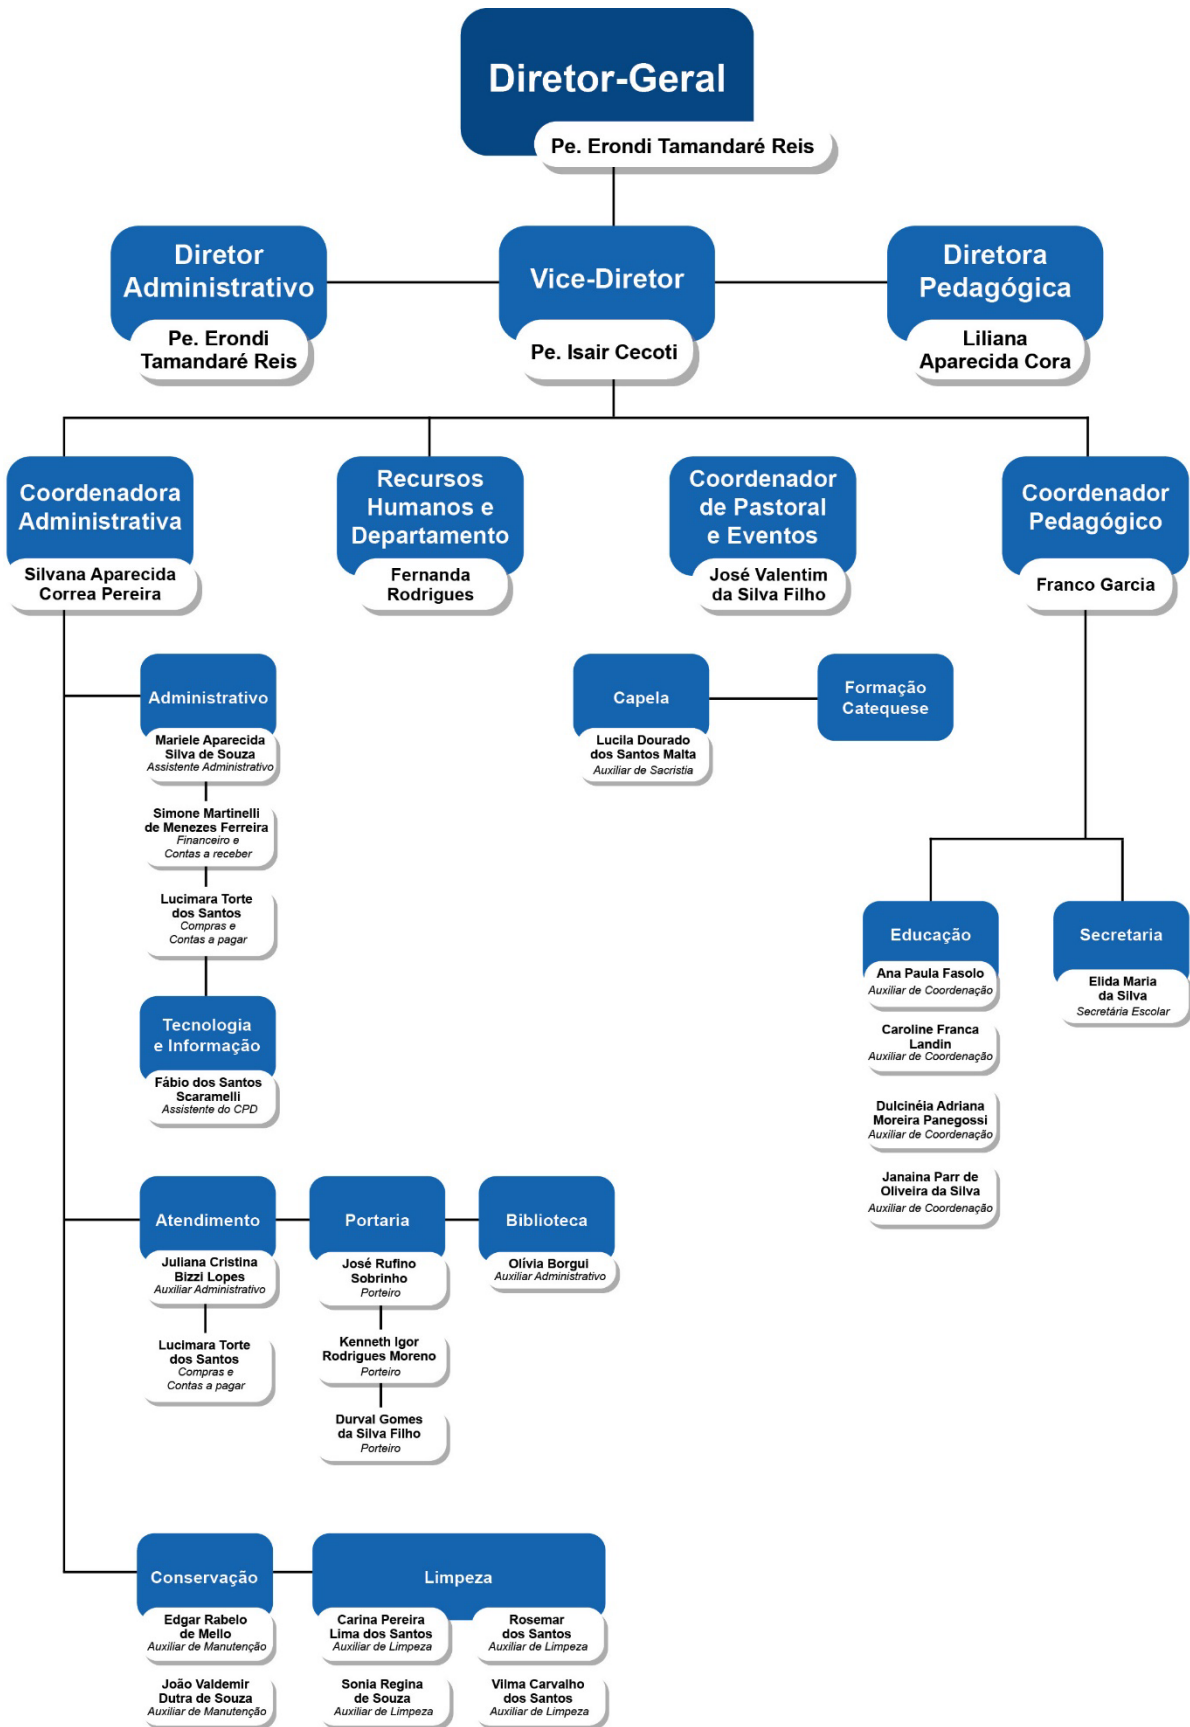 Diretor-Geral
Pe. Erondi Tamandaré Reis
Diretor
Administrativo
Pe. Erondi
Tamandaré Reis
Vice-Diretor
Pe. Isair Cecoti
Diretora
Pedagógica
Liliana
Aparecida Cora
Coordenadora
Administrativa
Silvana Aparecida
Correa Pereira
Recursos
Humanos e
Departamento
Fernanda
Rodrigues
Coordenador
de Pastoral
e Eventos
José Valentim
da Silva Filho
Coordenador
Pedagógico
Franco Garcia
Administrativo
Mariele Aparecida
Silva de Souza
Assistente Administrativo
Simone Martinelli
de Menezes Ferreira
Financeiro e
Contas a receber
Lucimara Torte
dos Santos
Compras e
Contas a pagar
Tecnologia
e Informação
Fábio dos Santos
Scaramelli
Assistente do CPD
Capela
Lucila Dourado
dos Santos Malta
Auxiliar de Sacristia
Formação
Catequese
Educação
Ana Paula Fasolo
Auxiliar de Coordenação
Caroline Franca
Landin
Auxiliar de Coordenação
Dulcinéia Adriana
Moreira Panegossi
Auxiliar de Coordenação
Janaina Parr de
Oliveira da Silva
Auxiliar de Coordenação
Secretaria
Elida Maria
da Silva
Secretária Escolar
Atendimento
Juliana Cristina
Bizzi Lopes
Auxiliar Administrativo
Lucimara Torte
dos Santos
Compras e
Contas a pagar
Portaria
José Rufino
Sobrinho
Porteiro
Kenneth Igor
Rodrigues Moreno
Porteiro
Durval Gomes
da Silva Filho
Porteiro
Biblioteca
Olívia Borgui
Auxiliar Administrativo
Conservação
Edgar Rabelo
de Mello
Auxiliar de Manutenção
João Valdemir
Dutra de Souza
Auxiliar de Manutenção
Limpeza
Carina Pereira
Lima dos Santos
Auxiliar de Limpeza
Rosemar
dos Santos
Auxiliar de Limpeza
Sonia Regina
de Souza
Auxiliar de Limpeza
Vilma Carvalho
dos Santos
Auxiliar de Limpeza